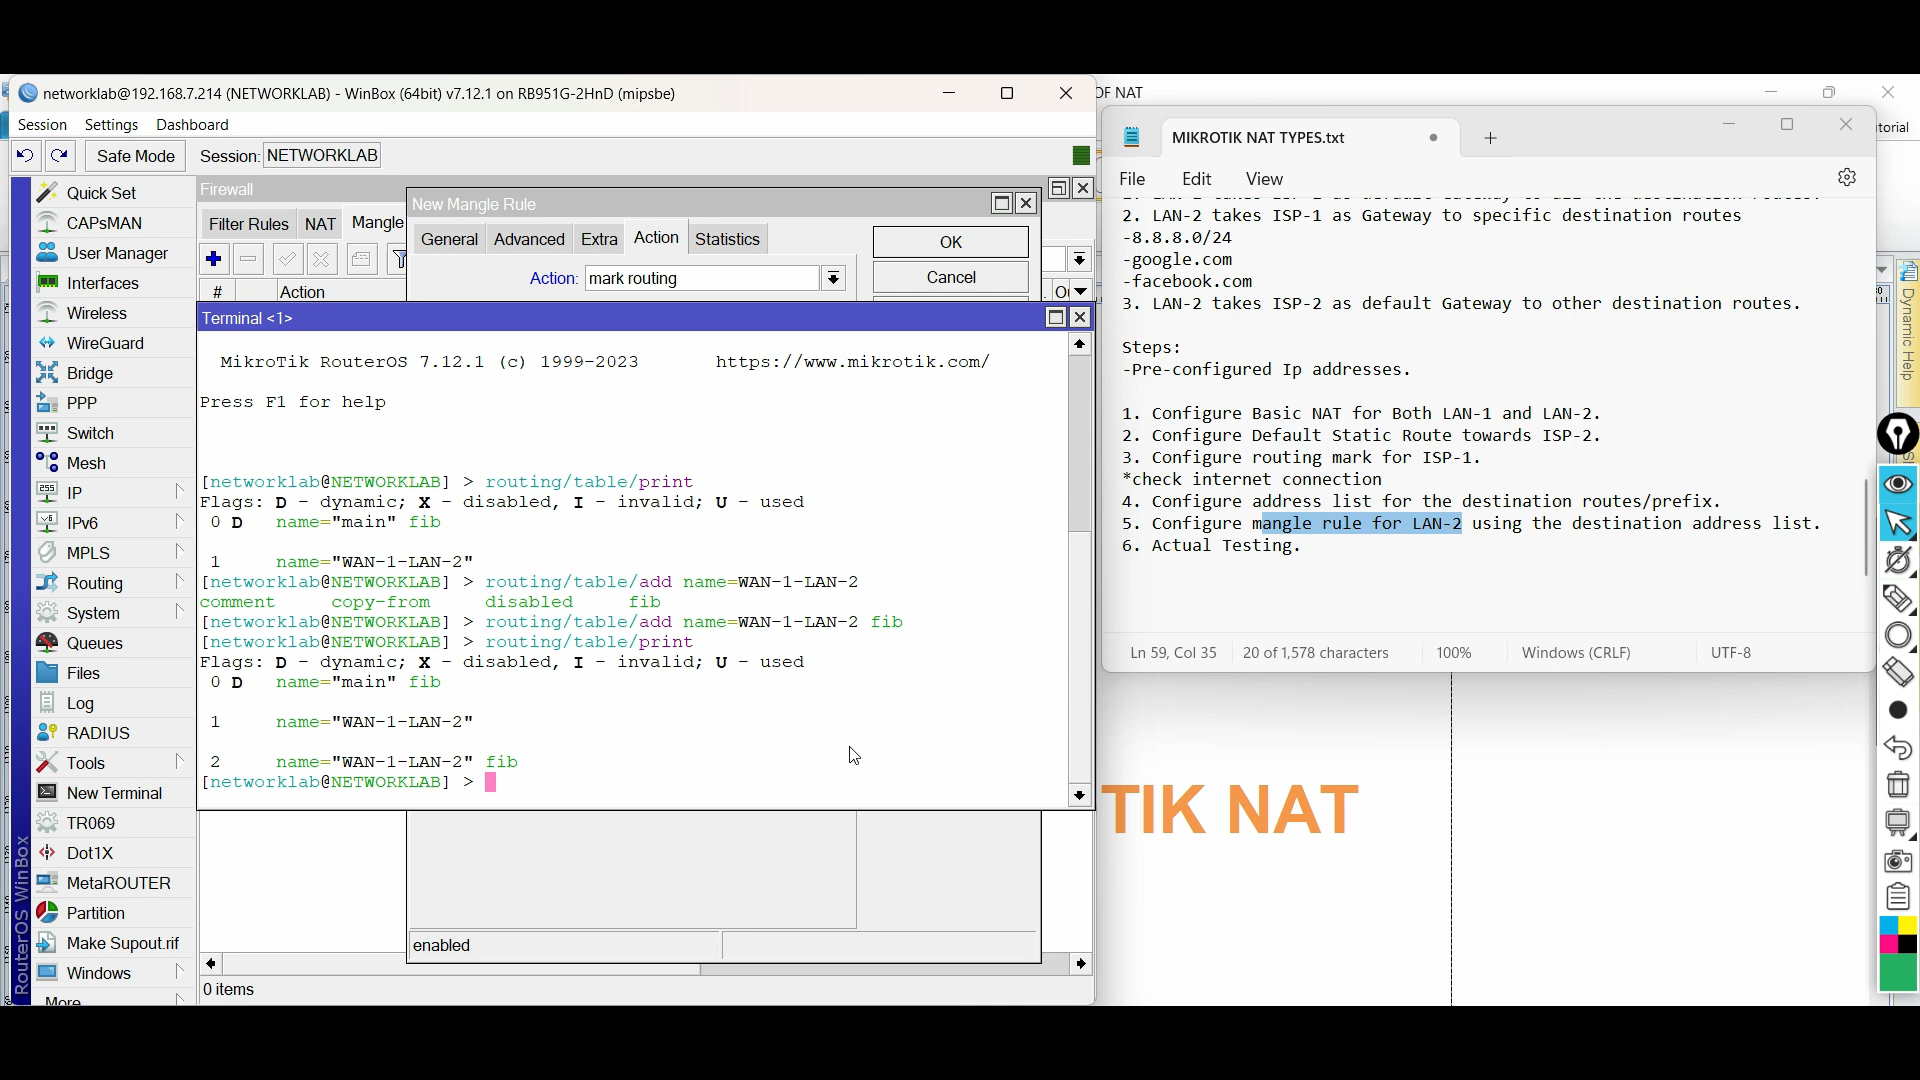 networklab@192.168.7.214 (NETWORKLAB) - WinBox (64bit) v7.12.1 on RB951G-2HnD (mipsbe)
Session Settings Dashboard
Safe Mode Session: NETWORKLAB
Quick Set
CAPsMAN
User Manager
Interfaces
Wireless
WireGuard
Bridge
PPP
Switch
Mesh
IP
IPv6
MPLS
Routing
System
Queues
Files
Log
RADIUS
Tools
New Terminal
TR069
Dot1X
MetaROUTER
Partition
Make Supout.rif
Windows
More
RouterOS WinBox
Firewall
Filter Rules NAT Mangle
# Action
New Mangle Rule
General Advanced Extra Action Statistics
OK
Cancel
Action: mark routing
Terminal <1>
MikroTik RouterOS 7.12.1 (c) 1999-2023 https://www.mikrotik.com/
Press F1 for help
[networklab@NETWORKLAB] > routing/table/print
Flags: D - dynamic; X - disabled, I - invalid; U - used
0 D name="main" fib
1 name="WAN-1-LAN-2"
[networklab@NETWORKLAB] > routing/table/add name=WAN-1-LAN-2
comment copy-from disabled fib
[networklab@NETWORKLAB] > routing/table/add name=WAN-1-LAN-2 fib
[networklab@NETWORKLAB] > routing/table/print
Flags: D - dynamic; X - disabled, I - invalid; U - used
0 D name="main" fib
1 name="WAN-1-LAN-2"
2 name="WAN-1-LAN-2" fib
[networklab@NETWORKLAB] >
enabled
0 items
OF NAT
torial
MIKROTIK NAT TYPES.txt
File Edit View
2. LAN-2 takes ISP-1 as Gateway to specific destination routes
-8.8.8.0/24
-google.com
-facebook.com
3. LAN-2 takes ISP-2 as default Gateway to other destination routes.
Steps:
-Pre-configured Ip addresses.
1. Configure Basic NAT for Both LAN-1 and LAN-2.
2. Configure Default Static Route towards ISP-2.
3. Configure routing mark for ISP-1.
*check internet connection
4. Configure address list for the destination routes/prefix.
5. Configure mangle rule for LAN-2 using the destination address list.
6. Actual Testing.
Ln 59, Col 35 20 of 1,578 characters 100% Windows (CRLF) UTF-8
Dynamic Help
TIK NAT